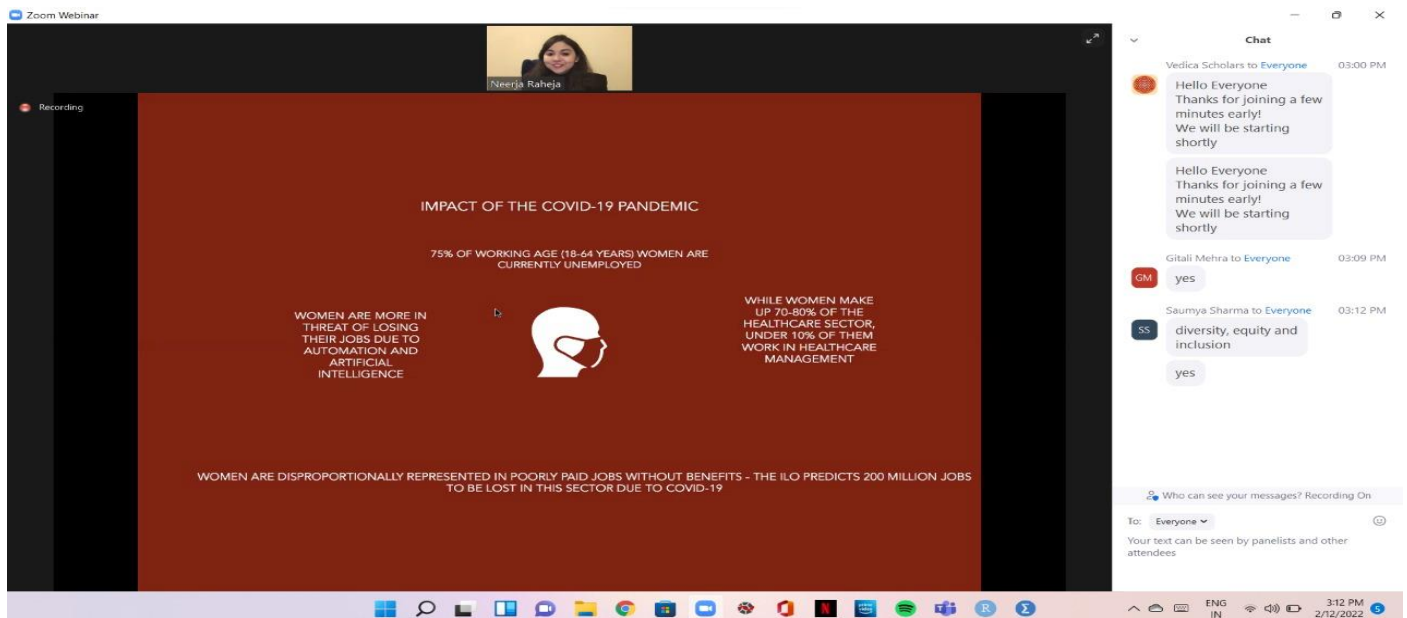 Zoom Webinar
Neerja Raheja
Recording
IMPACT OF THE COVID-19 PANDEMIC
75% OF WORKING AGE (18-64 YEARS) WOMEN ARE
CURRENTLY UNEMPLOYED
WOMEN ARE MORE IN
THREAT OF LOSING
THEIR JOBS DUE TO
AUTOMATION AND
ARTIFICIAL
INTELLIGENCE
WHILE WOMEN MAKE
UP 70-80% OF THE
HEALTHCARE SECTOR,
UNDER 10% OF THEM
WORK IN HEALTHCARE
MANAGEMENT
WOMEN ARE DISPROPORTIONALLY REPRESENTED IN POORLY PAID JOBS WITHOUT BENEFITS - THE ILO PREDICTS 200 MILLION JOBS
TO BE LOST IN THIS SECTOR DUE TO COVID-19
Chat
Vedica Scholars to Everyone 03:00 PM
Hello Everyone
Thanks for joining a few
minutes early!
We will be starting
shortly
Hello Everyone
Thanks for joining a few
minutes early!
We will be starting
shortly
Gitali Mehra to Everyone 03:09 PM
GM
yes
Saumya Sharma to Everyone 03:12 PM
SS
diversity, equity and
inclusion
yes
Who can see your messages? Recording On
To: Everyone
Your text can be seen by panelists and other
attendees
N
R
Σ
ENG
IN
3:12 PM
2/12/2022
5